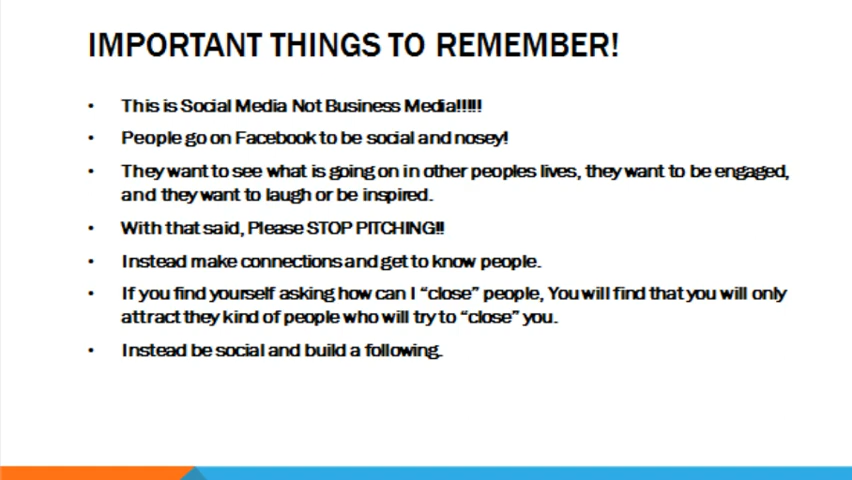 IMPORTANT THINGS TO REMEMBER!
• This is Social Media Not Business Media!!!!!
• People go on Facebook to be social and nosey!
• They want to see what is going on in other peoples lives, they want to be engaged,
and they want to laugh or be inspired.
• With that said, Please STOP PITCHING!!!
• Instead make connections and get to know people.
• If you find yourself asking how can I “close” people, You will find that you will only
attract they kind of people who will try to “close” you.
• Instead be social and build a following.